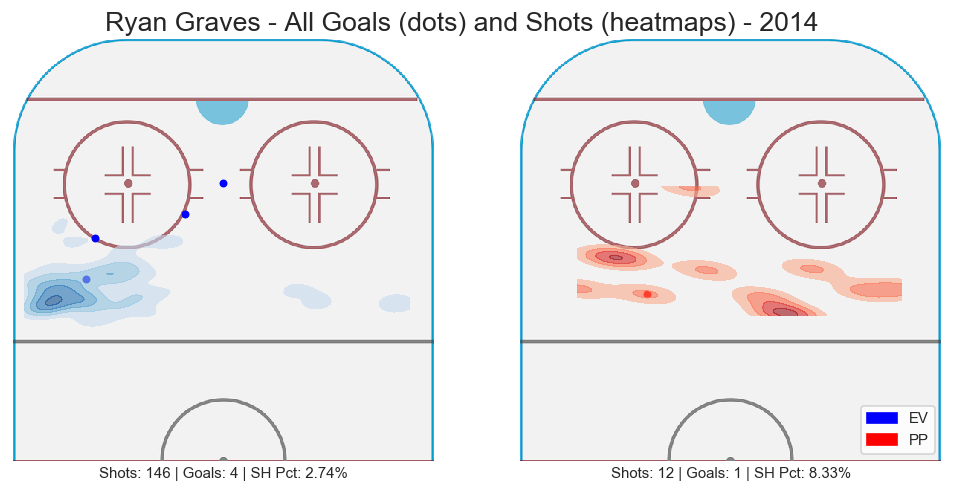 Ryan Graves - All Goals (dots) and Shots (heatmaps) - 2014
EV
PP
Shots: 146 | Goals: 4 | SH Pct: 2.74%
Shots: 12 | Goals: 1 | SH Pct: 8.33%